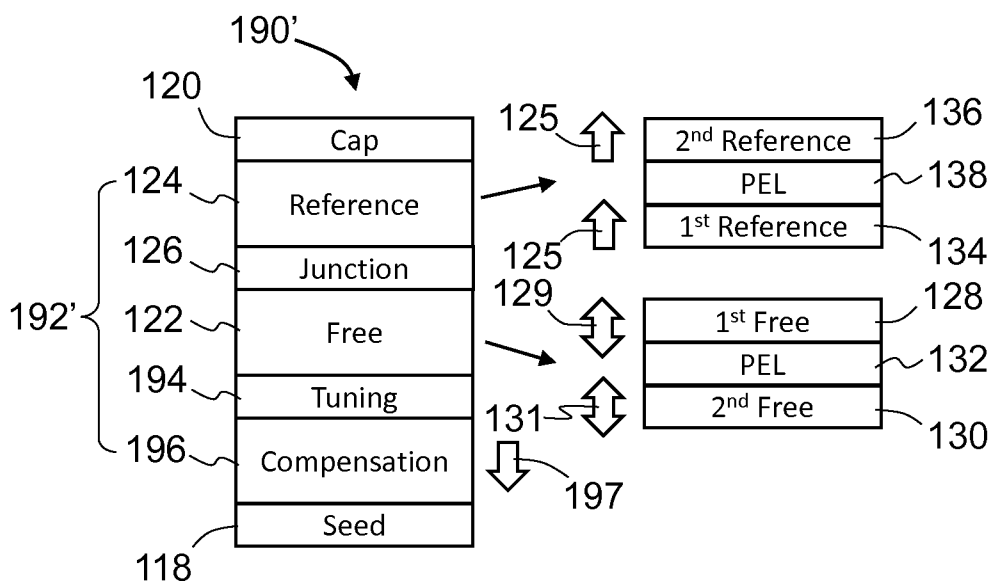 190’
120
Cap
125
2nd Reference
136
124
Reference
PEL
138
1st Reference
134
125
126
Junction
192’
129
1st Free
128
122
Free
PEL
132
194
Tuning
131
2nd Free
130
196
Compensation
197
Seed
118